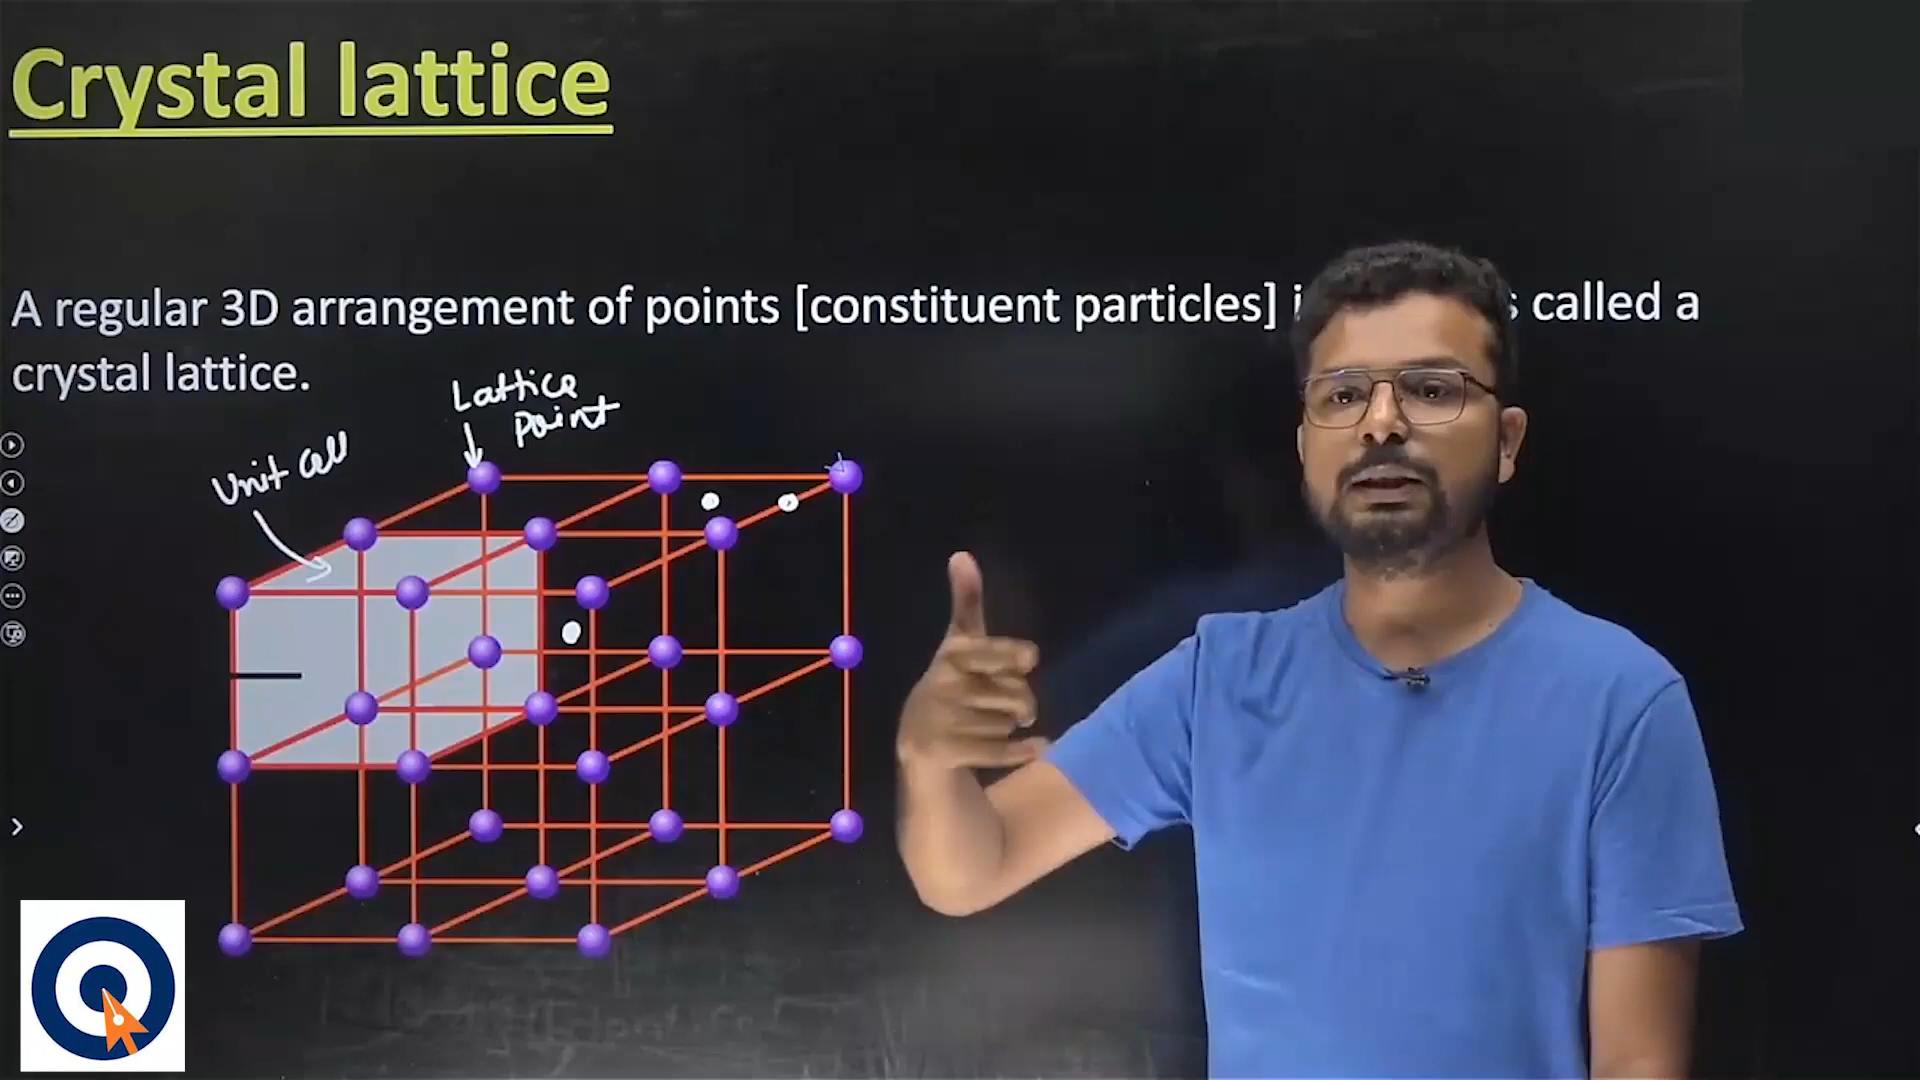 Crystal lattice
A regular 3D arrangement of points [constituent particles] called a
crystal lattice.
Lattice
Point
Unit cell